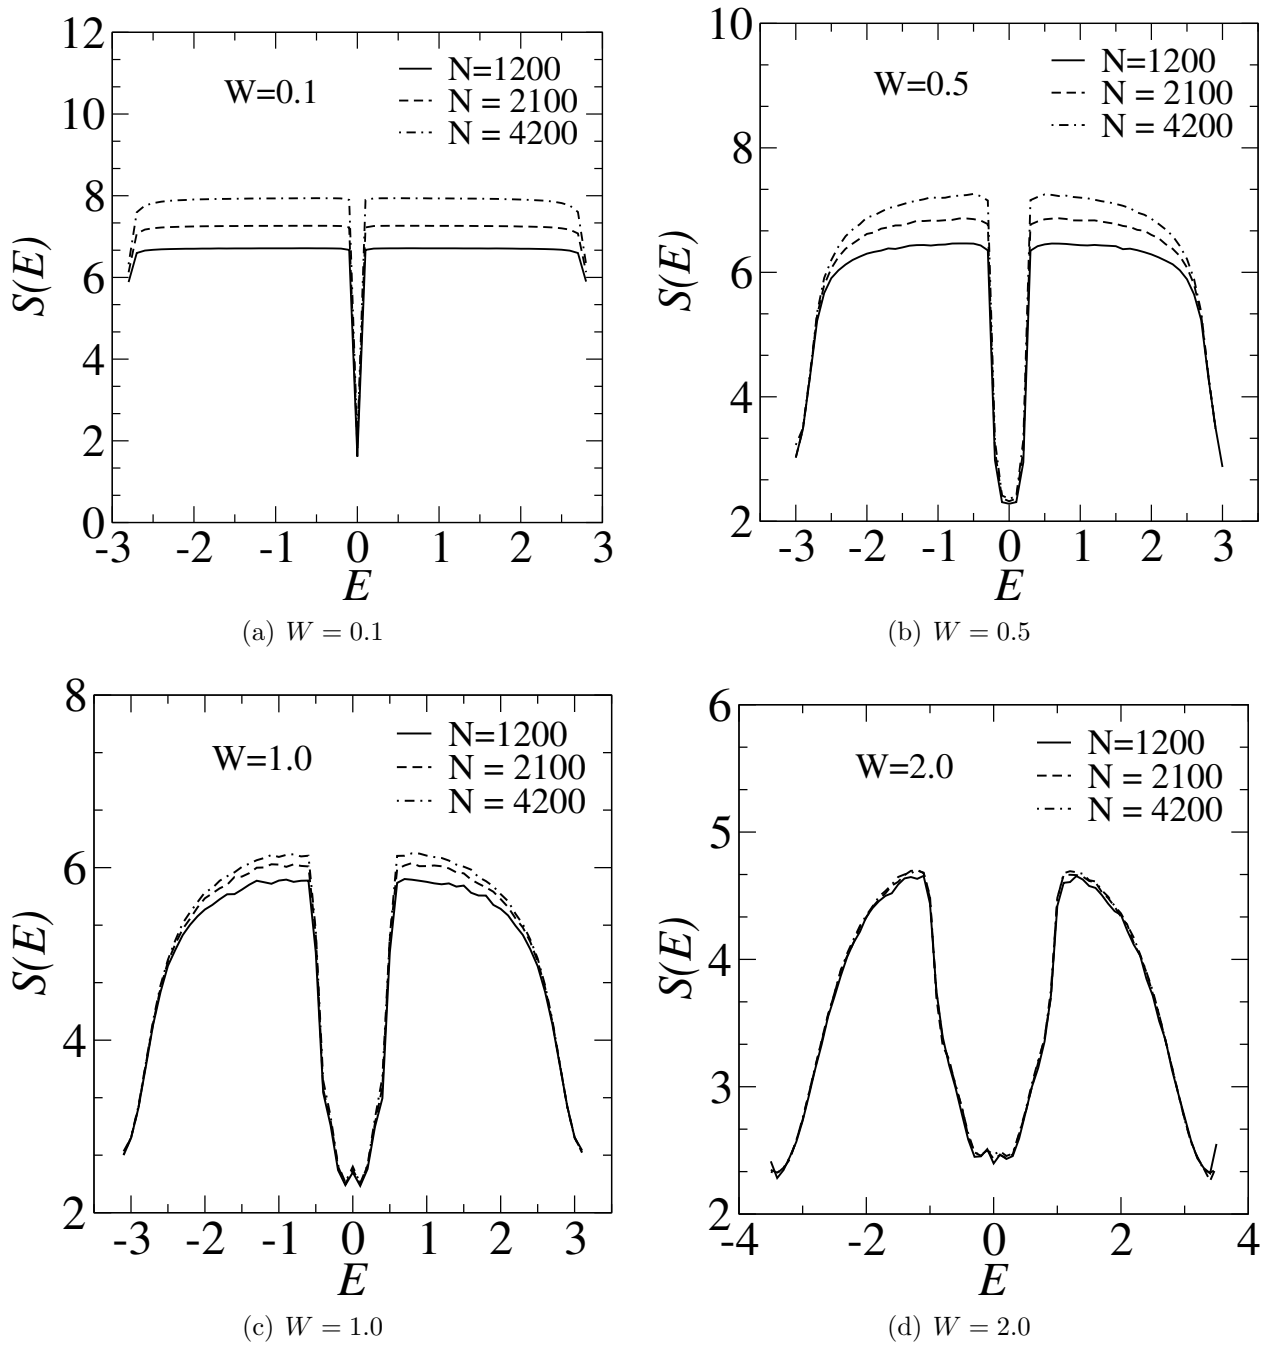 W=0.1
N=1200
N = 2100
N = 4200
12
10
8
6
4
2
0
S(E)
-3 -2 -1 0 1 2 3
E
(a) W = 0.1
W=0.5
N=1200
N = 2100
N = 4200
10
8
6
4
2
S(E)
-3 -2 -1 0 1 2 3
E
(b) W = 0.5
W=1.0
N=1200
N = 2100
N = 4200
8
6
4
2
S(E)
-3 -2 -1 0 1 2 3
E
(c) W = 1.0
W=2.0
N=1200
N = 2100
N = 4200
6
5
4
3
2
S(E)
-4 -2 0 2 4
E
(d) W = 2.0